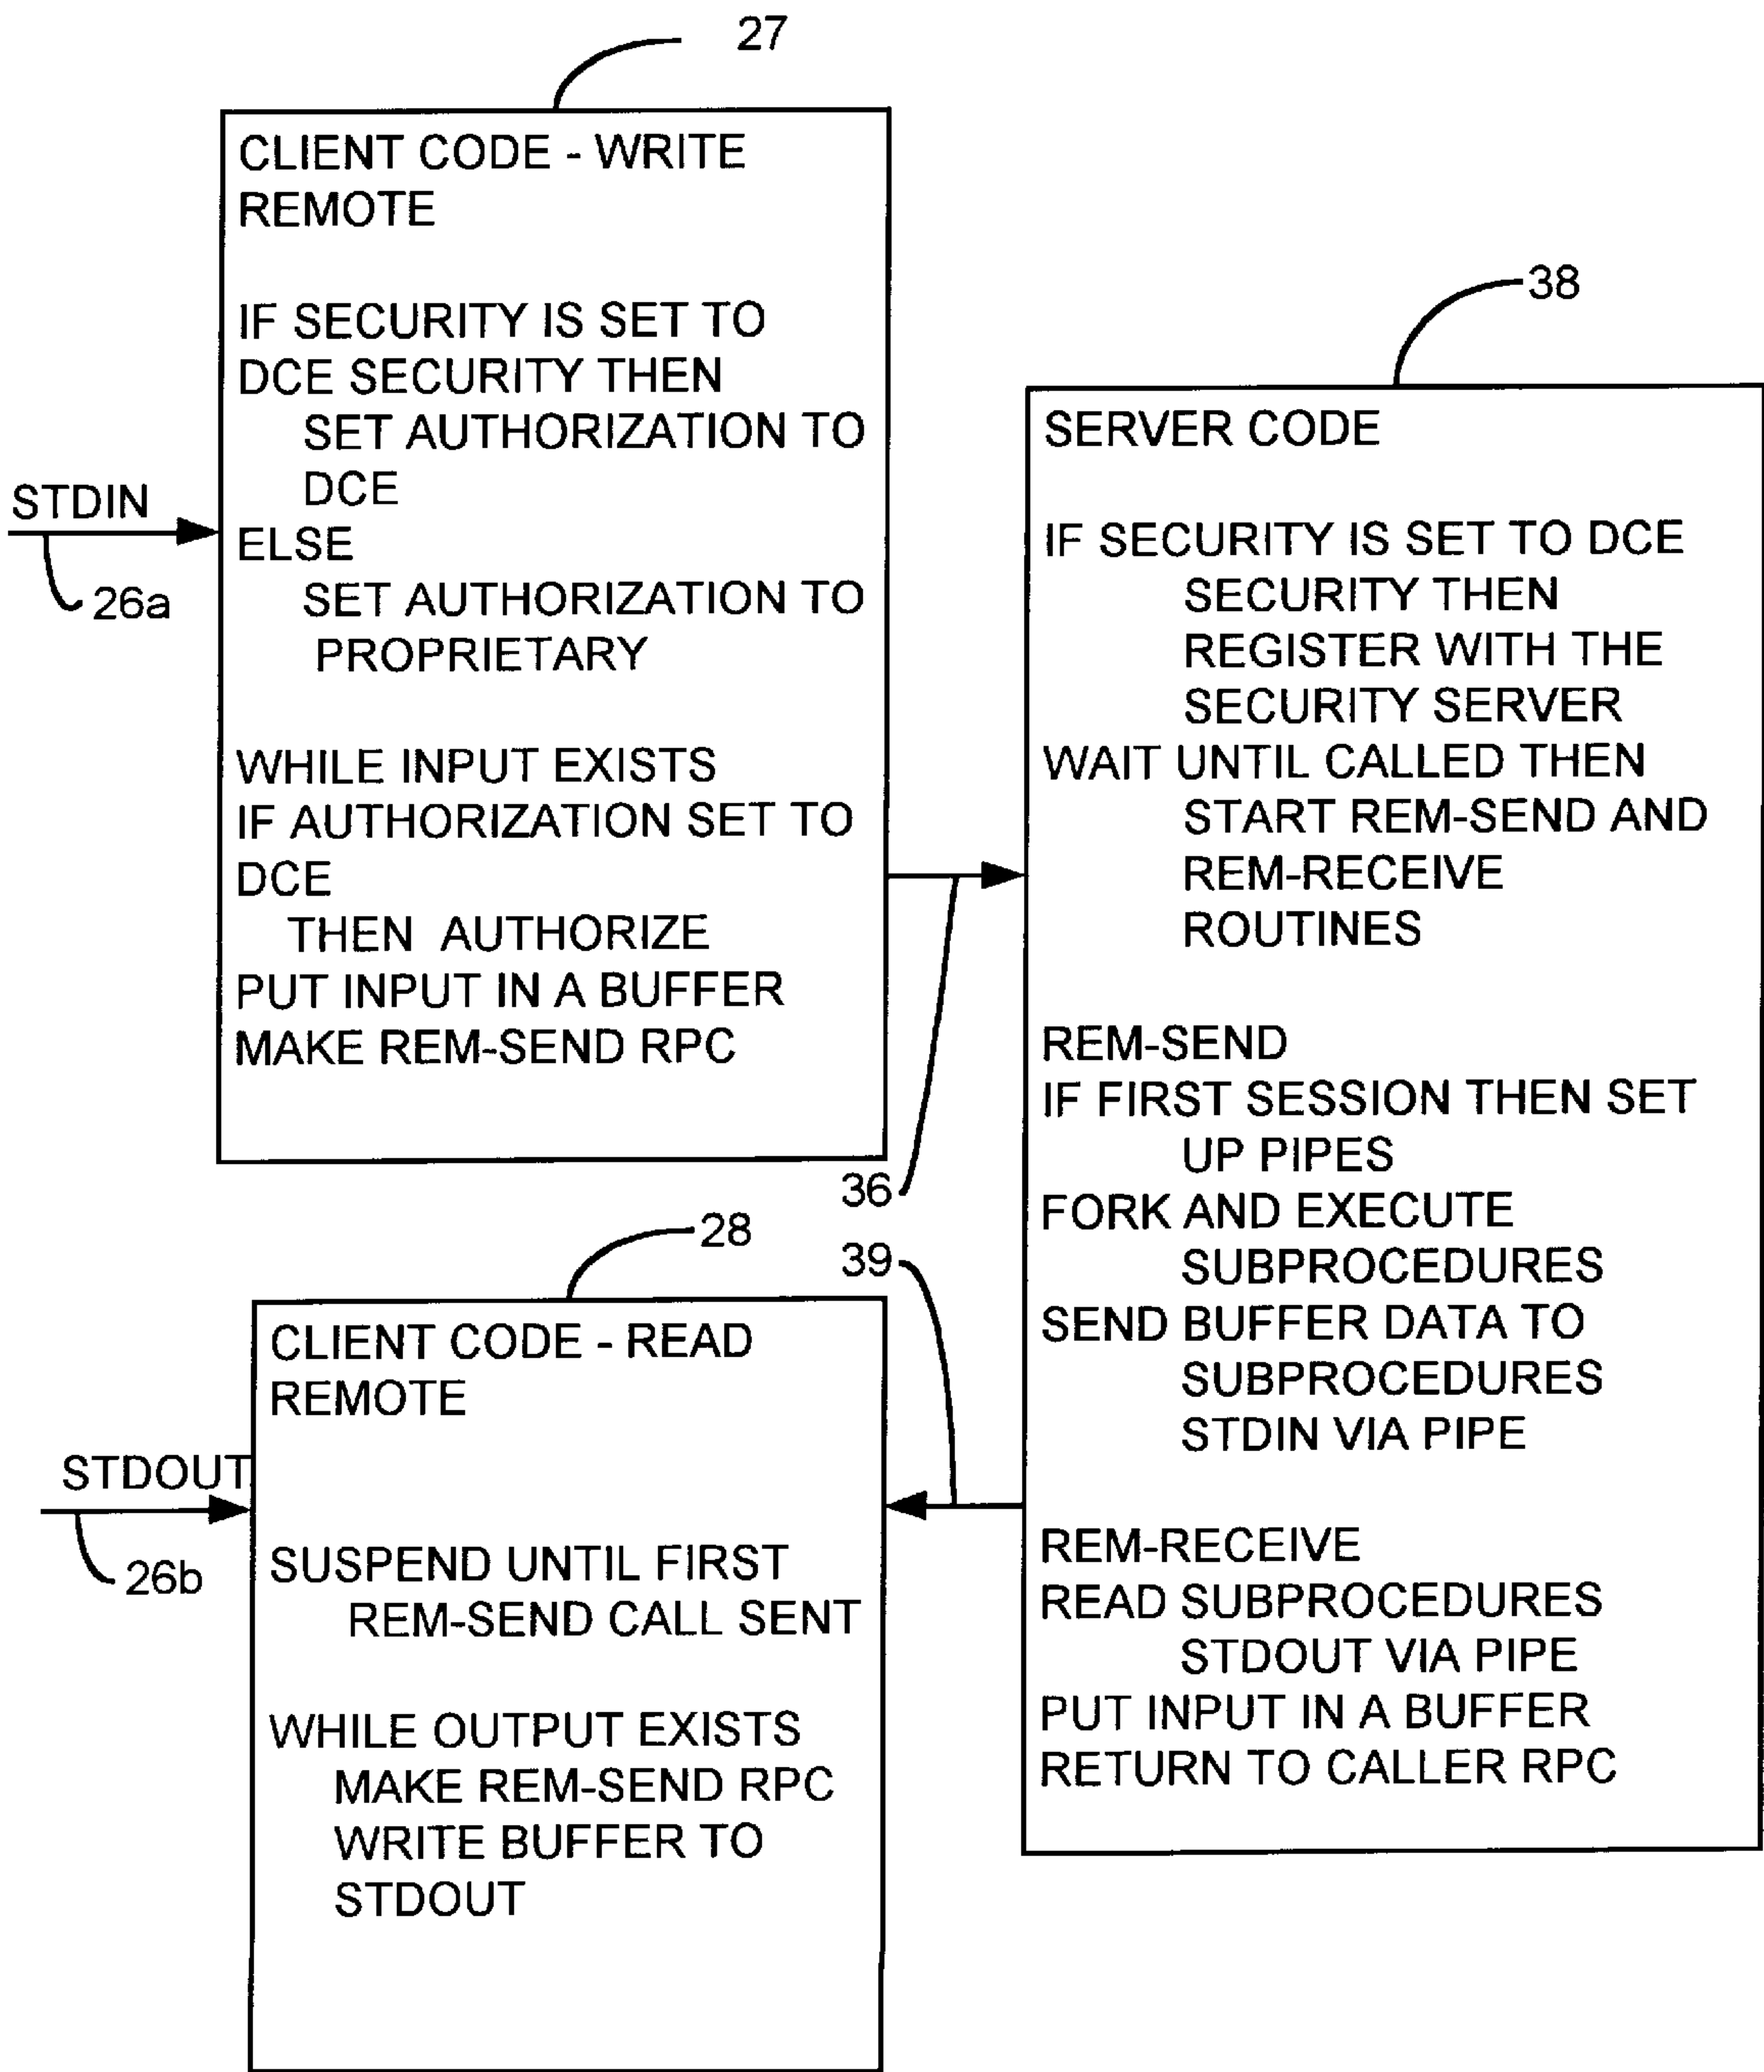 27
CLIENT CODE - WRITE
REMOTE
IF SECURITY IS SET TO
DCE SECURITY THEN
SET AUTHORIZATION TO
DCE
ELSE
SET AUTHORIZATION TO
PROPRIETARY
WHILE INPUT EXISTS
IF AUTHORIZATION SET TO
DCE
THEN AUTHORIZE
PUT INPUT IN A BUFFER
MAKE REM-SEND RPC
STDIN
26a
36
38
SERVER CODE
IF SECURITY IS SET TO DCE
SECURITY THEN
REGISTER WITH THE
SECURITY SERVER
WAIT UNTIL CALLED THEN
START REM-SEND AND
REM-RECEIVE
ROUTINES
REM-SEND
IF FIRST SESSION THEN SET
UP PIPES
FORK AND EXECUTE
SUBPROCEDURES
SEND BUFFER DATA TO
SUBPROCEDURES
STDIN VIA PIPE
REM-RECEIVE
READ SUBPROCEDURES
STDOUT VIA PIPE
PUT INPUT IN A BUFFER
RETURN TO CALLER RPC
39
28
CLIENT CODE - READ
REMOTE
SUSPEND UNTIL FIRST
REM-SEND CALL SENT
WHILE OUTPUT EXISTS
MAKE REM-SEND RPC
WRITE BUFFER TO
STDOUT
STDOUT
26b